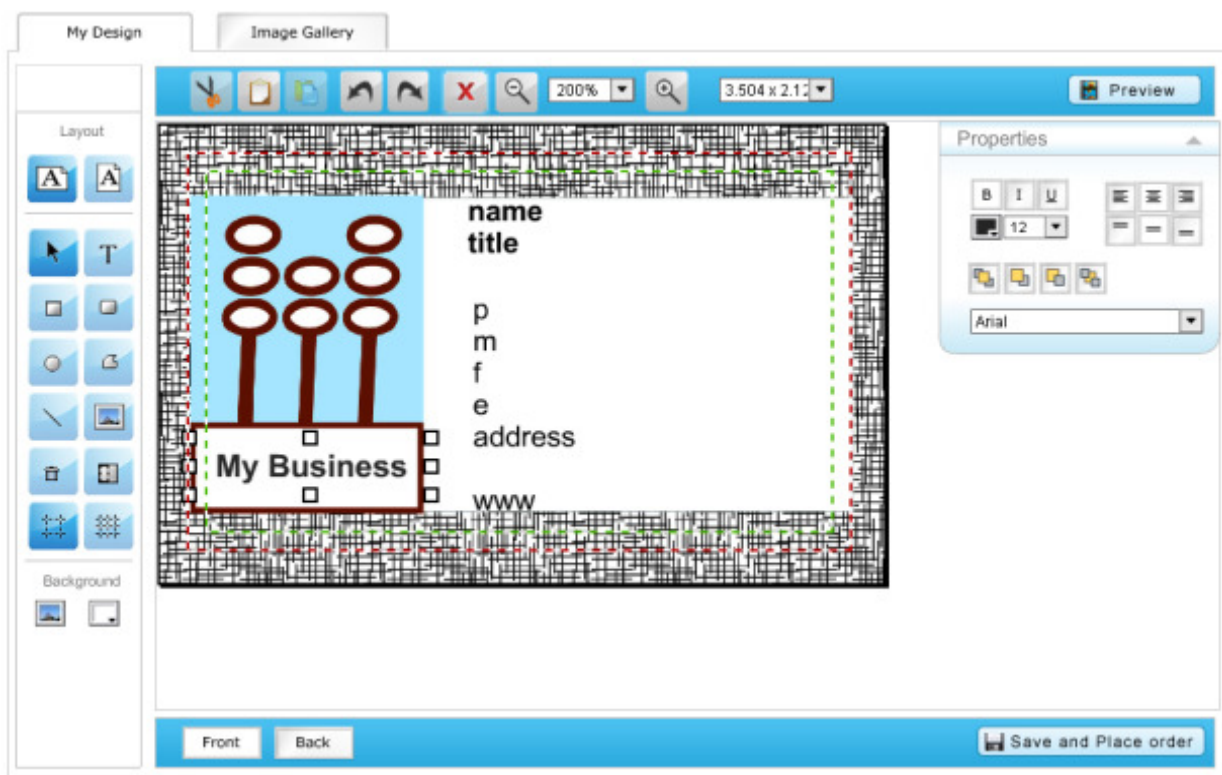 My Design
Image Gallery
200%
3.504 x 2.12
Preview
Layout
A
A
T
Background
name
title
p
m
f
e
address
www
My Business
Properties
B I U
12
Arial
Front
Back
Save and Place order